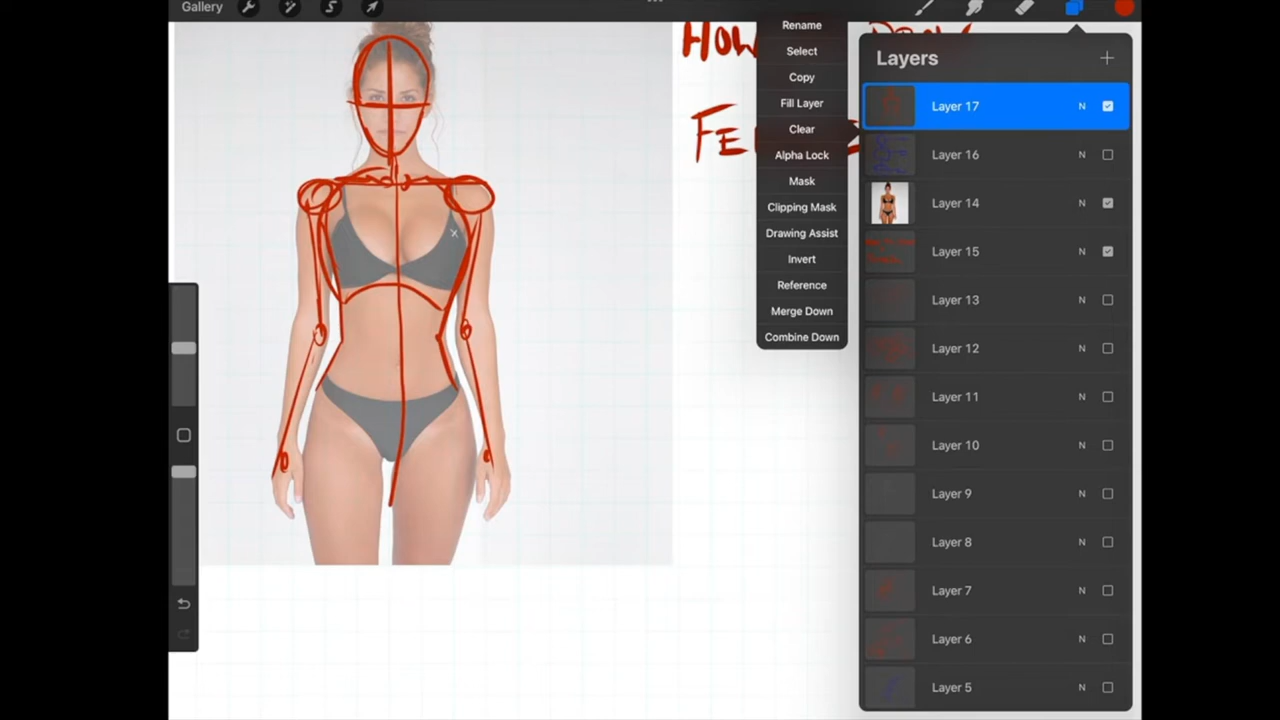 Gallery
HOW
FE
Rename
Select
Copy
Fill Layer
Clear
Alpha Lock
Mask
Clipping Mask
Drawing Assist
Invert
Reference
Merge Down
Combine Down
Layers
Layer 17 N
Layer 16 N
Layer 14 N
Layer 15 N
Layer 13 N
Layer 12 N
Layer 11 N
Layer 10 N
Layer 9 N
Layer 8 N
Layer 7 N
Layer 6 N
Layer 5 N